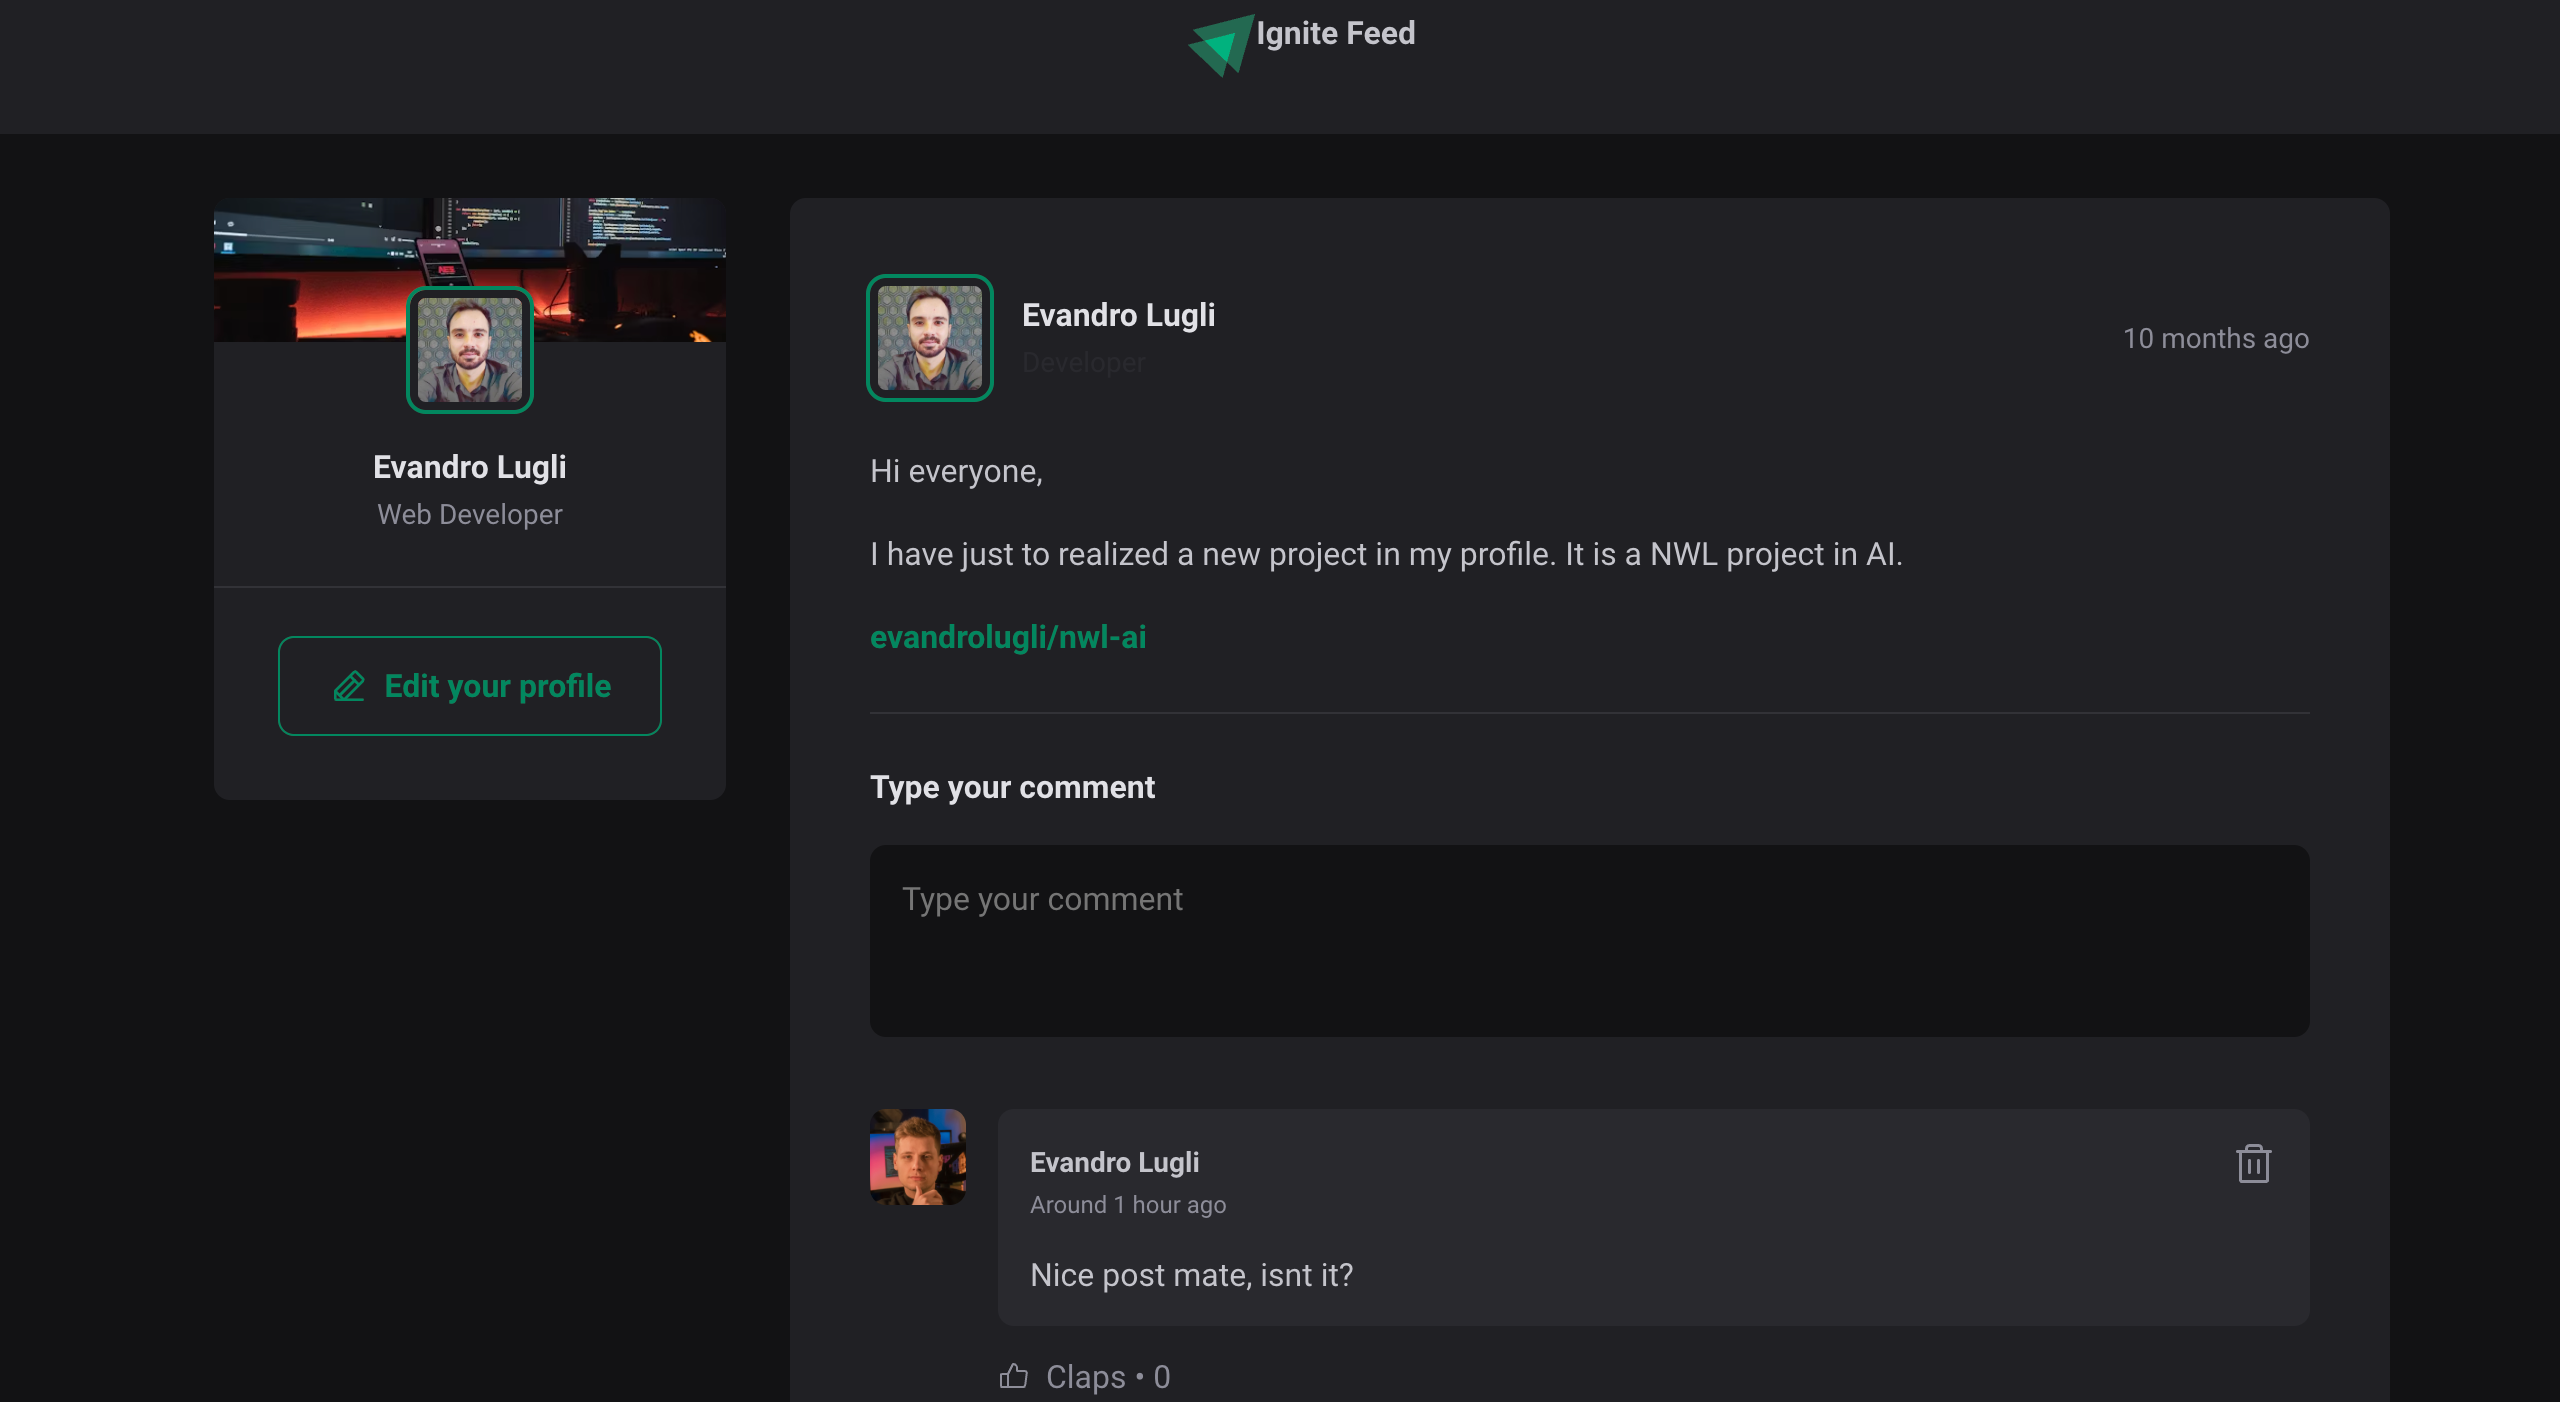 Ignite Feed
Evandro Lugli
Web Developer
Edit your profile
Evandro Lugli
Developer
10 months ago
Hi everyone,
I have just to realized a new project in my profile. It is a NWL project in AI.
evandrolugli/nwl-ai
Type your comment
Type your comment
Evandro Lugli
Around 1 hour ago
Nice post mate, isnt it?
Claps • 0